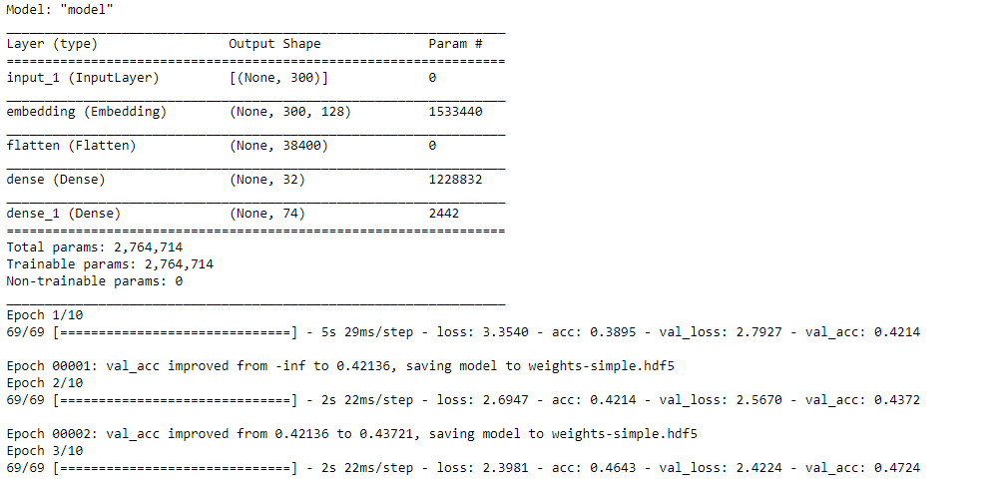 Model: "model"
_________________________________________________________________
Layer (type)                 Output Shape              Param #
=================================================================
input_1 (InputLayer)         [(None, 300)]             0
_________________________________________________________________
embedding (Embedding)        (None, 300, 128)          1533440
_________________________________________________________________
flatten (Flatten)            (None, 38400)             0
_________________________________________________________________
dense (Dense)                (None, 32)                1228832
_________________________________________________________________
dense_1 (Dense)              (None, 74)                2442
=================================================================
Total params: 2,764,714
Trainable params: 2,764,714
Non-trainable params: 0
_________________________________________________________________
Epoch 1/10
69/69 [==============================] - 5s 29ms/step - loss: 3.3540 - acc: 0.3895 - val_loss: 2.7927 - val_acc: 0.4214

Epoch 00001: val_acc improved from -inf to 0.42136, saving model to weights-simple.hdf5
Epoch 2/10
69/69 [==============================] - 2s 22ms/step - loss: 2.6947 - acc: 0.4214 - val_loss: 2.5670 - val_acc: 0.4372

Epoch 00002: val_acc improved from 0.42136 to 0.43721, saving model to weights-simple.hdf5
Epoch 3/10
69/69 [==============================] - 2s 22ms/step - loss: 2.3981 - acc: 0.4643 - val_loss: 2.4224 - val_acc: 0.4724